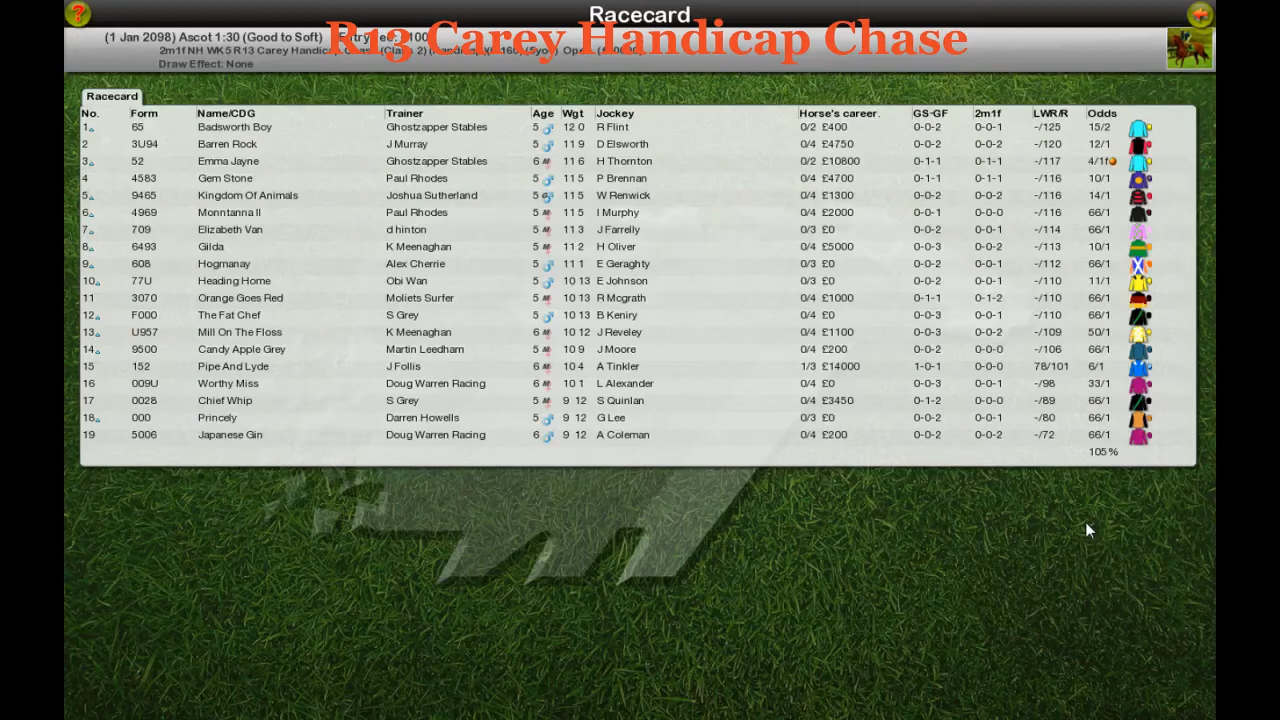 ?
Racecard
R13 Carey Handicap Chase
(1 Jan 2098) Ascot 1:30 (Good to Soft)
2m1f NH WK5 R13 Carey Handicap
Draw Effect: None
Racecard
No. Form Name/CDG Trainer Age Wgt Jockey Horse's career. GS-GF 2m1f LWR/R Odds
1 65 Badsworth Boy Ghostzapper Stables 5 12 0 R Flint 0/2 £400 0-0-2 0-0-1 -/125 15/2
2 3U94 Barren Rock J Murray 5 11 9 D Elsworth 0/4 £4750 0-0-2 0-0-2 -/120 12/1
3 52 Emma Jayne Ghostzapper Stables 6 11 6 H Thornton 0/2 £10800 0-1-1 0-1-1 -/117 4/1f
4 4583 Gem Stone Paul Rhodes 5 11 5 P Brennan 0/4 £4700 0-1-1 0-1-1 -/116 10/1
5 9465 Kingdom Of Animals Joshua Sutherland 5 11 5 W Renwick 0/4 £1300 0-0-2 0-0-2 -/116 14/1
6 4969 Monntanna II Paul Rhodes 5 11 5 I Murphy 0/4 £2000 0-0-1 0-0-0 -/116 66/1
7 709 Elizabeth Van d hinton 5 11 3 J Farrelly 0/3 £0 0-0-2 0-0-1 -/114 66/1
8 6493 Gilda K Meenaghan 5 11 2 H Oliver 0/4 £5000 0-0-3 0-0-2 -/113 10/1
9 608 Hogmanay Alex Cherrie 5 11 1 E Geraghty 0/3 £0 0-0-2 0-0-1 -/112 66/1
10 77U Heading Home Obi Wan 5 10 13 E Johnson 0/3 £0 0-0-2 0-0-1 -/110 11/1
11 3070 Orange Goes Red Moliets Surfer 5 10 13 R Mcgrath 0/4 £1000 0-1-1 0-1-2 -/110 66/1
12 F000 The Fat Chef S Grey 5 10 13 B Keniry 0/4 £0 0-0-3 0-0-1 -/110 66/1
13 U957 Mill On The Floss K Meenaghan 6 10 12 J Reveley 0/4 £1100 0-0-3 0-0-2 -/109 50/1
14 9500 Candy Apple Grey Martin Leedham 5 10 9 J Moore 0/4 £200 0-0-2 0-0-0 -/106 66/1
15 152 Pipe And Lyde J Follis 6 10 4 A Tinkler 1/3 £14000 1-0-1 0-0-0 78/101 6/1
16 009U Worthy Miss Doug Warren Racing 6 10 1 L Alexander 0/4 £0 0-0-3 0-0-1 -/98 33/1
17 0028 Chief Whip S Grey 5 9 12 S Quinlan 0/4 £3450 0-1-2 0-0-0 -/89 66/1
18 000 Princely Darren Howells 5 9 12 G Lee 0/3 £0 0-0-2 0-0-1 -/80 66/1
19 5006 Japanese Gin Doug Warren Racing 6 9 12 A Coleman 0/4 £200 0-0-2 0-0-2 -/72 66/1
105%